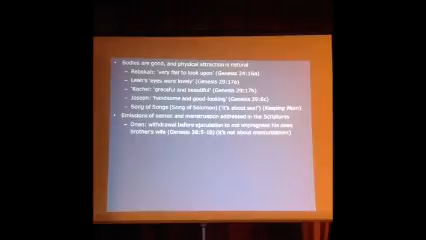 • Bodies are good, and physical attraction is natural
– Rebekah: 'very fair to look upon' (Genesis 24:16a)
– Leah's 'eyes were lovely' (Genesis 29:17a)
– 'Rachel: 'graceful and beautiful' (Genesis 29:17b)
– Joseph: 'handsome and good-looking' (Genesis 39:6c)
– Song of Songs (Song of Solomon) ('it's about sex!') (Keeping Mum)
• Emissions of semen and menstruation addressed in the Scriptures
– Onan: withdrawal before ejaculation to not impregnate his dead
brother's wife (Genesis 38:5-10) (it's not about masturbation!)